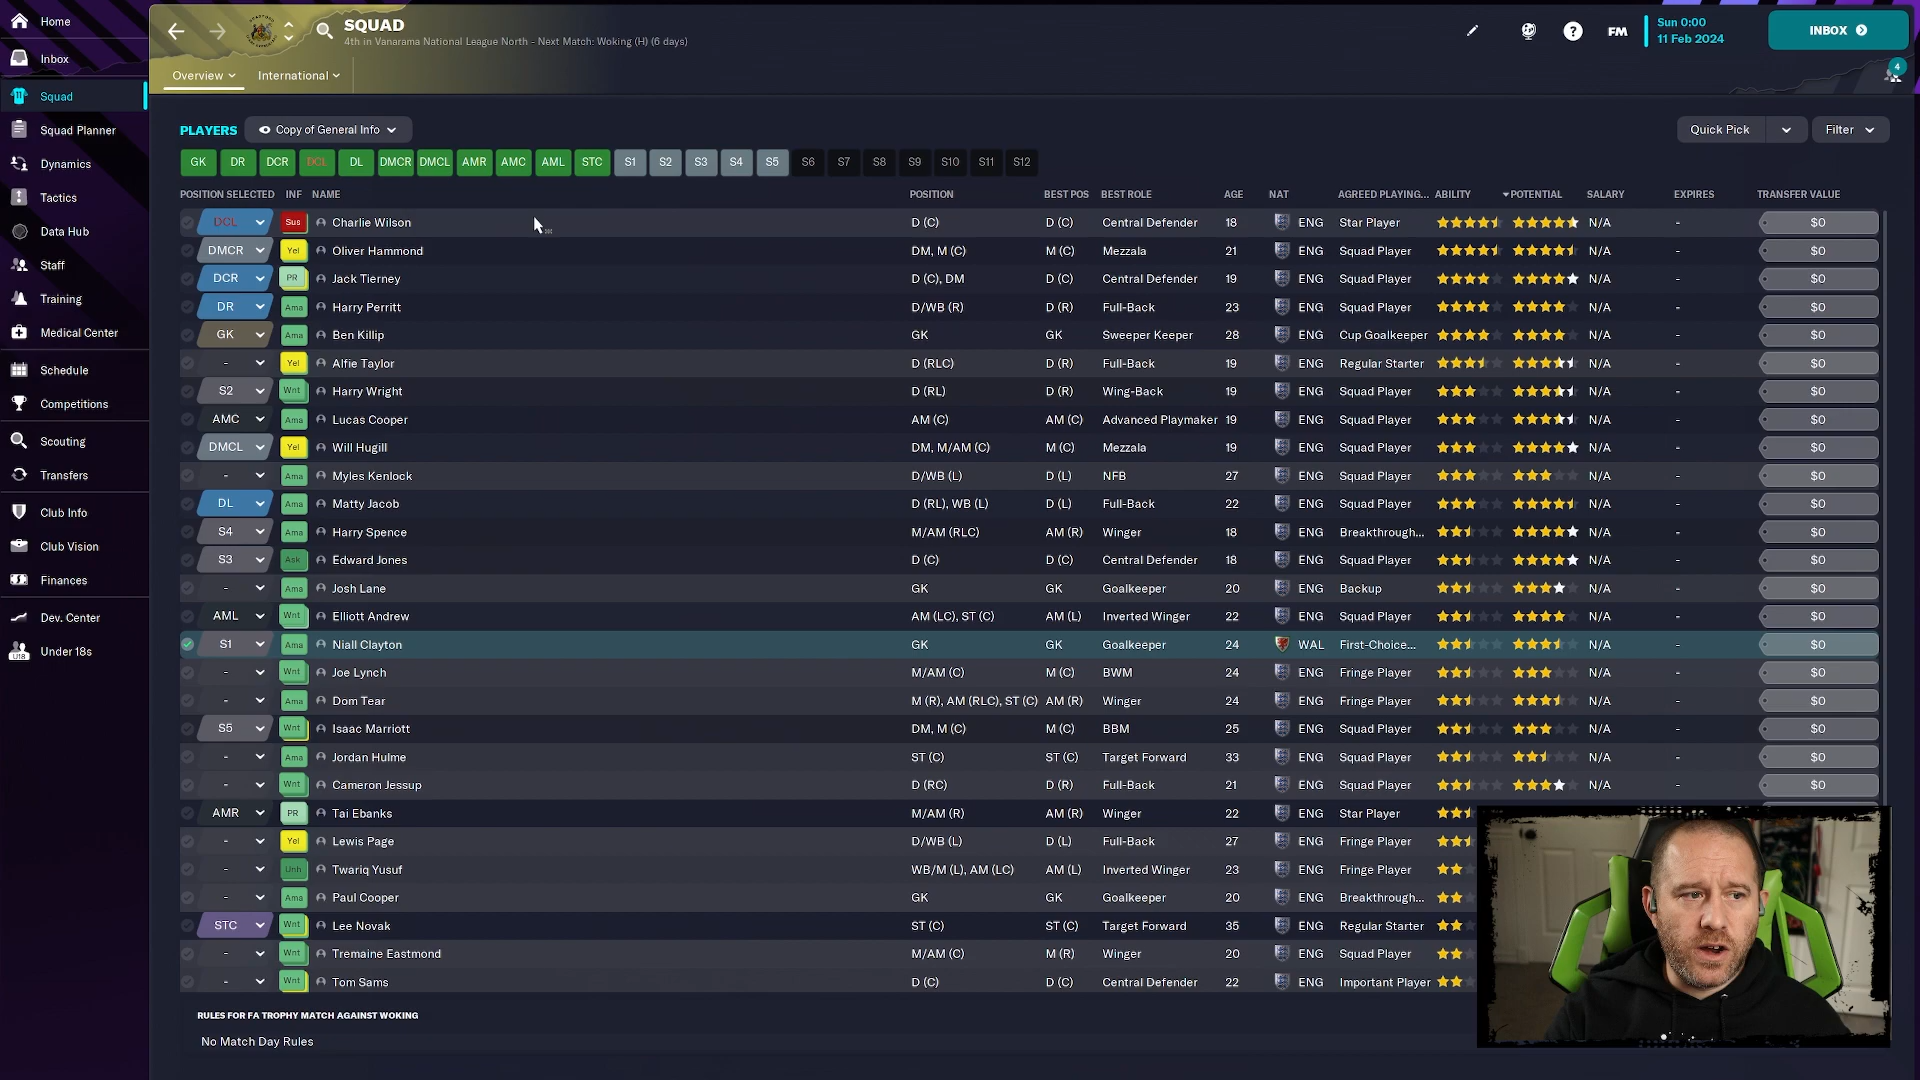 Home
Inbox
Squad
Squad Planner
Dynamics
Tactics
Data Hub
Staff
Training
Medical Center
Schedule
Competitions
Scouting
Transfers
Club Info
Club Vision
Finances
Dev. Center
Under 18s
SQUAD
4th in Vanarama National League North - Next Match: Woking (H) (6 days)
FM
Sun 0:00
11 Feb 2024
INBOX
4
Overview International
PLAYERS Copy of General Info Quick Pick Filter
GK DR DCR DCL DL DMCR DMCL AMR AMC AML STC S1 S2 S3 S4 S5 S6 S7 S8 S9 S10 S11 S12
POSITION SELECTED INF NAME POSITION BEST POS BEST ROLE AGE NAT AGREED PLAYING... ABILITY POTENTIAL SALARY EXPIRES TRANSFER VALUE
DCL Sus Charlie Wilson D (C) D (C) Central Defender 18 ENG Star Player N/A - $0
DMCR Yel Oliver Hammond DM, M (C) M (C) Mezzala 21 ENG Squad Player N/A - $0
DCR PR Jack Tierney D (C), DM D (C) Central Defender 19 ENG Squad Player N/A - $0
DR Ama Harry Perritt D/WB (R) D (R) Full-Back 23 ENG Squad Player N/A - $0
GK Ama Ben Killip GK GK Sweeper Keeper 28 ENG Cup Goalkeeper N/A - $0
- Yel Alfie Taylor D (RLC) D (R) Full-Back 19 ENG Regular Starter N/A - $0
S2 Wnt Harry Wright D (RL) D (R) Wing-Back 19 ENG Squad Player N/A - $0
AMC Ama Lucas Cooper AM (C) AM (C) Advanced Playmaker 19 ENG Squad Player N/A - $0
DMCL Yel Will Hugill DM, M/AM (C) M (C) Mezzala 19 ENG Squad Player N/A - $0
- Ama Myles Kenlock D/WB (L) D (L) NFB 27 ENG Squad Player N/A - $0
DL Ama Matty Jacob D (RL), WB (L) D (L) Full-Back 22 ENG Squad Player N/A - $0
S4 Ama Harry Spence M/AM (RLC) AM (R) Winger 18 ENG Breakthrough... N/A - $0
S3 Ask Edward Jones D (C) D (C) Central Defender 18 ENG Squad Player N/A - $0
- Ama Josh Lane GK GK Goalkeeper 20 ENG Backup N/A - $0
AML Wnt Elliott Andrew AM (LC), ST (C) AM (L) Inverted Winger 22 ENG Squad Player N/A - $0
S1 Ama Niall Clayton GK GK Goalkeeper 24 WAL First-Choice... N/A - $0
- Wnt Joe Lynch M/AM (C) M (C) BWM 24 ENG Fringe Player N/A - $0
- Ama Dom Tear M (R), AM (RLC), ST (C) AM (R) Winger 24 ENG Fringe Player N/A - $0
S5 Wnt Isaac Marriott DM, M (C) M (C) BBM 25 ENG Squad Player N/A - $0
- Ama Jordan Hulme ST (C) ST (C) Target Forward 33 ENG Squad Player N/A - $0
- Wnt Cameron Jessup D (RC) D (R) Full-Back 21 ENG Squad Player N/A - $0
AMR PR Tai Ebanks M/AM (R) AM (R) Winger 22 ENG Star Player
- Yel Lewis Page D/WB (L) D (L) Full-Back 27 ENG Fringe Player
- Unh Twariq Yusuf WB/M (L), AM (LC) AM (L) Inverted Winger 23 ENG Fringe Player
- Ama Paul Cooper GK GK Goalkeeper 20 ENG Breakthrough...
STC Wnt Lee Novak ST (C) ST (C) Target Forward 35 ENG Regular Starter
- Wnt Tremaine Eastmond M/AM (C) M (R) Winger 20 ENG Squad Player
- Wnt Tom Sams D (C) D (C) Central Defender 22 ENG Important Player
RULES FOR FA TROPHY MATCH AGAINST WOKING
No Match Day Rules